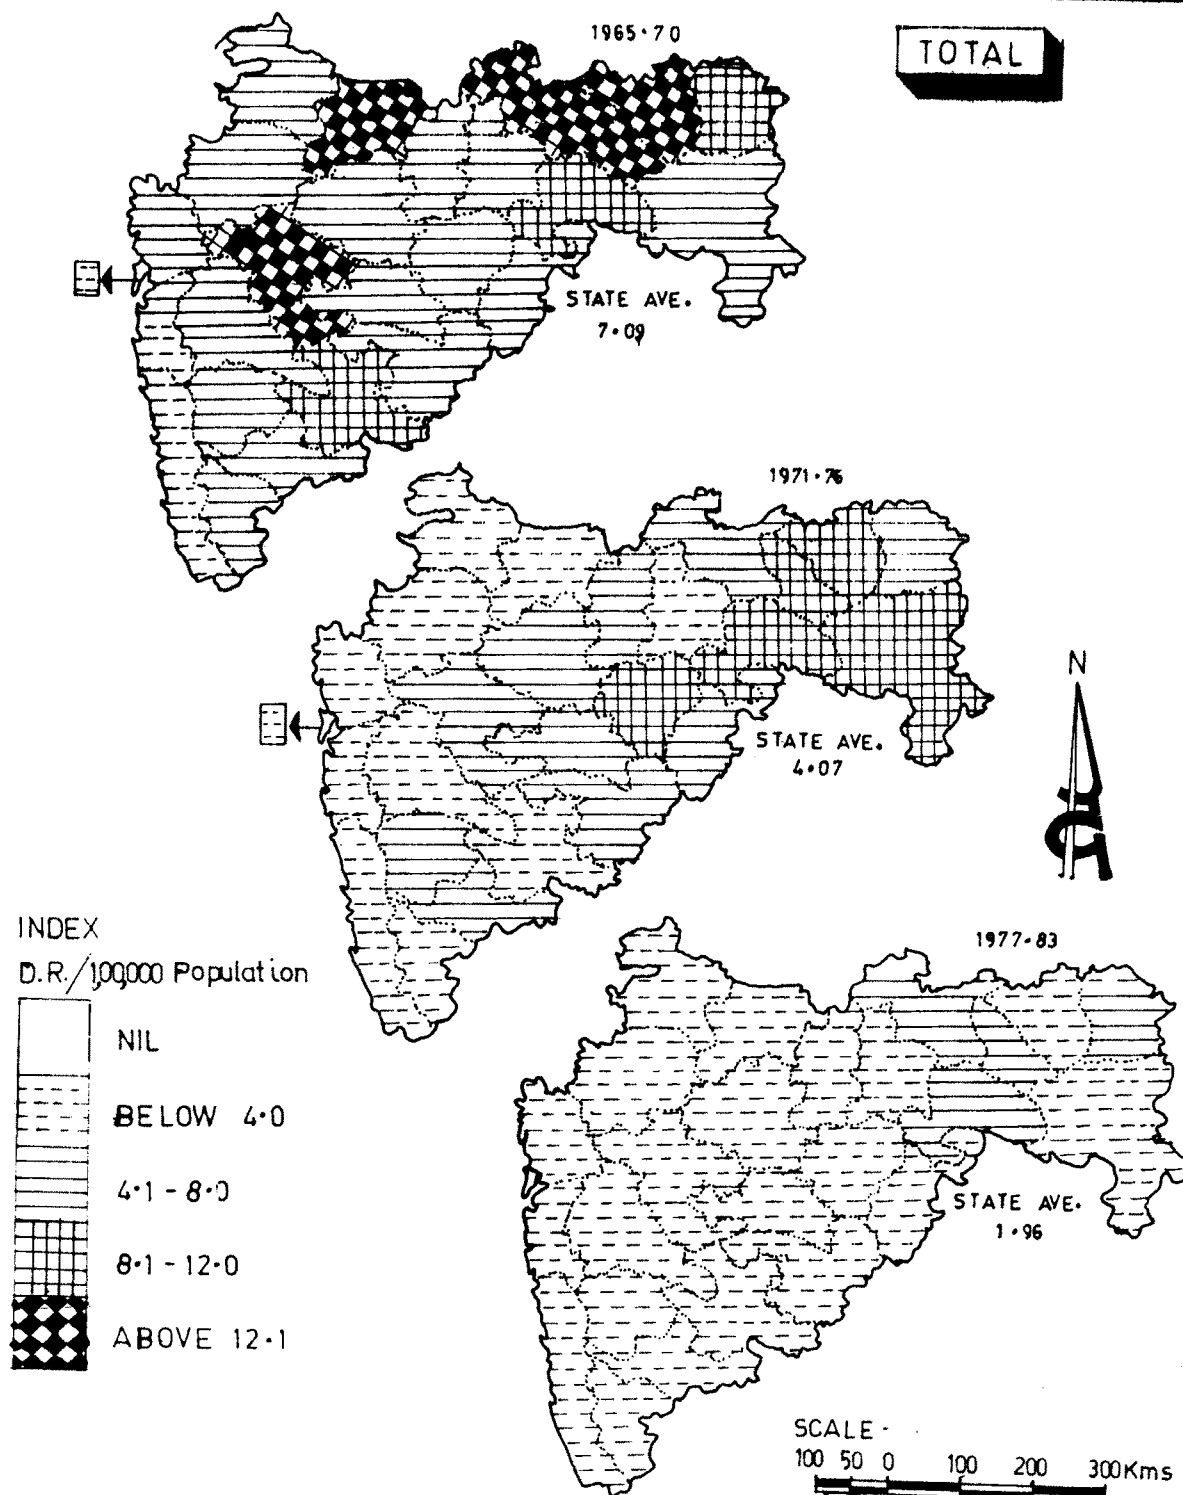 1965·70
TOTAL
STATE AVE.
7·09
1971·76
N
STATE AVE.
4·07
INDEX
D.R./1,00,000 Population
NIL
BELOW 4·0
4·1 - 8·0
8·1 - 12·0
ABOVE 12·1
1977·83
STATE AVE.
1·96
SCALE -
100 50 0 100 200 300Kms